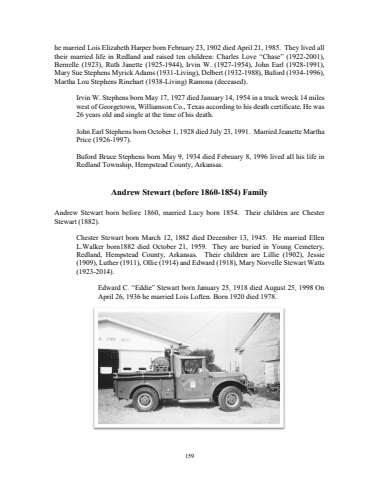 he married Lois Elizabeth Harper born February 23, 1902 died April 21, 1985. They lived all
their married life in Redland and raised ten children: Charles Love “Chase” (1922-2001),
Bernelle (1923), Ruth Janette (1925-1944), Irvin W. (1927-1954), John Earl (1928-1991),
Mary Sue Stephens Myrick Adams (1931-Living), Delbert (1932-1988), Buford (1934-1996),
Martha Lou Stephens Rinehart (1938-Living) Ramona (deceased).
Irvin W. Stephens born May 17, 1927 died January 14, 1954 in a truck wreck 14 miles
west of Georgetown, Williamson Co., Texas according to his death certificate. He was
26 years old and single at the time of his death.
John Earl Stephens born October 1, 1928 died July 23, 1991. Married Jeanette Martha
Price (1926-1997).
Buford Bruce Stephens born May 9, 1934 died February 8, 1996 lived all his life in
Redland Township, Hempstead County, Arkansas.
Andrew Stewart (before 1860-1854) Family
Andrew Stewart born before 1860, married Lucy born 1854. Their children are Chester
Stewart (1882).
Chester Stewart born March 12, 1882 died December 13, 1945. He married Ellen
L.Walker born1882 died October 21, 1959. They are buried in Young Cemetery,
Redland, Hempstead County, Arkansas. Their children are Lillie (1902), Jessie
(1909), Luther (1911), Ollie (1914) and Edward (1918), Mary Norvelle Stewart Watts
(1923-2014).
Edward C. “Eddie” Stewart born January 25, 1918 died August 25, 1998 On
April 26, 1936 he married Lois Loften. Born 1920 died 1978.
159